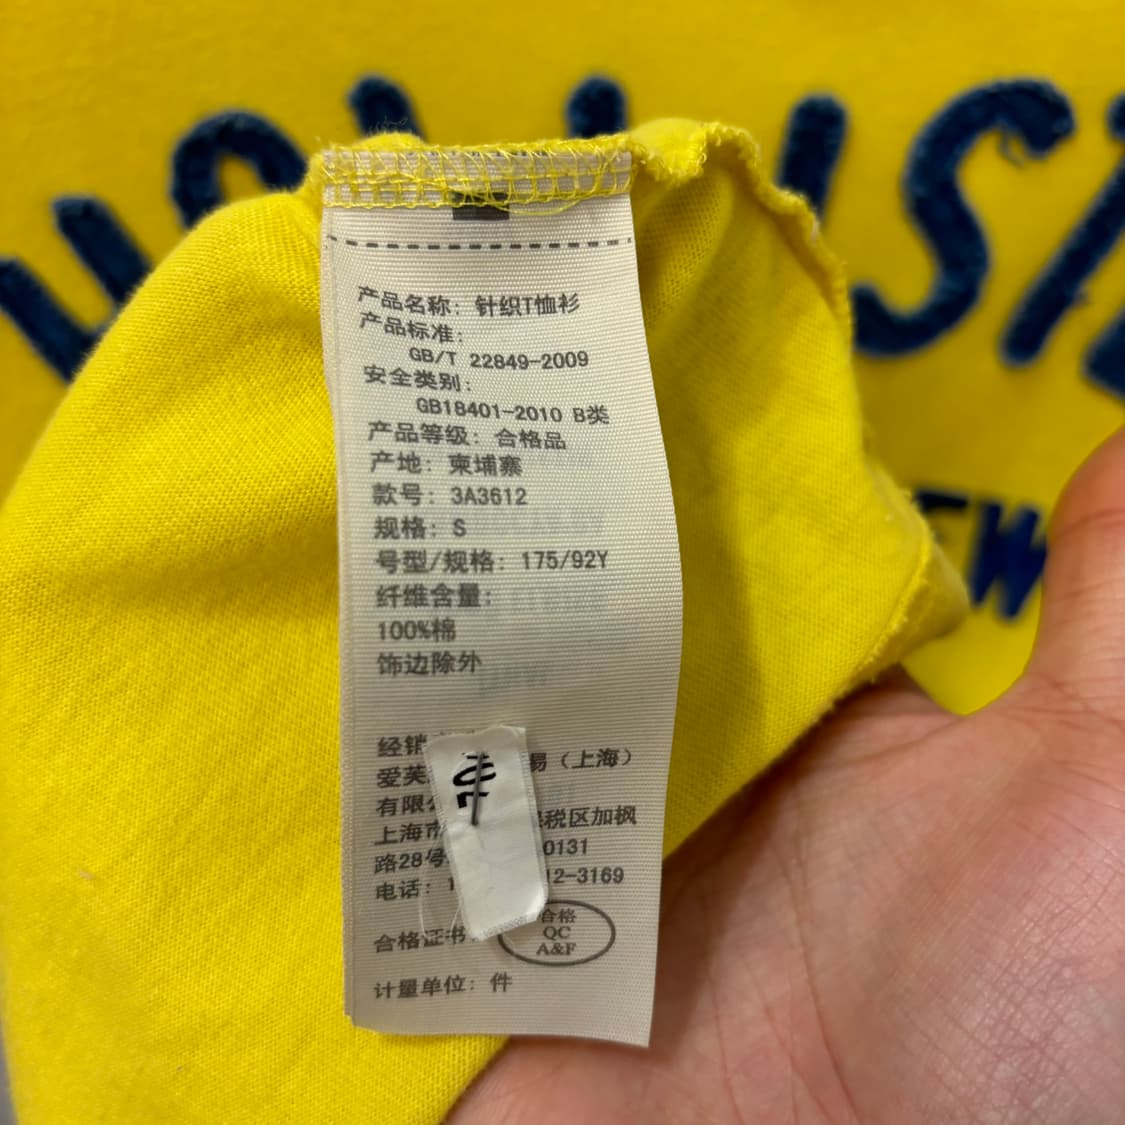 产品名称: 针织T恤衫
产品标准:
GB/T 22849-2009
安全类别:
GB18401-2010 B类
产品等级: 合格品
产地: 柬埔寨
款号: 3A3612
规格: S
号型/规格: 175/92Y
纤维含量:
100%棉
饰边除外
经销
爱芙 易 (上海)
有限
上海市 税区加枫
路28号 0131
电话: 12-3169
合格证书:
合格
QC
A&F
计量单位: 件